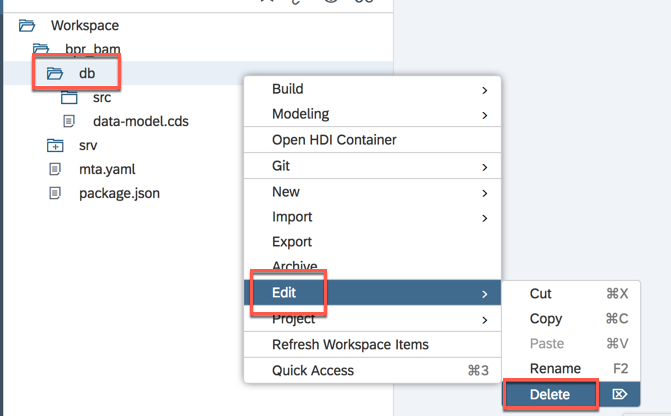 Workspace
bpr_bam
db
src
data-model.cds
srv
mta.yaml
package.json
Build
Modeling
Open HDI Container
Git
New
Import
Export
Archive
Edit
Project
Refresh Workspace Items
Quick Access ⌘3
Cut ⌘X
Copy ⌘C
Paste ⌘V
Rename F2
Delete